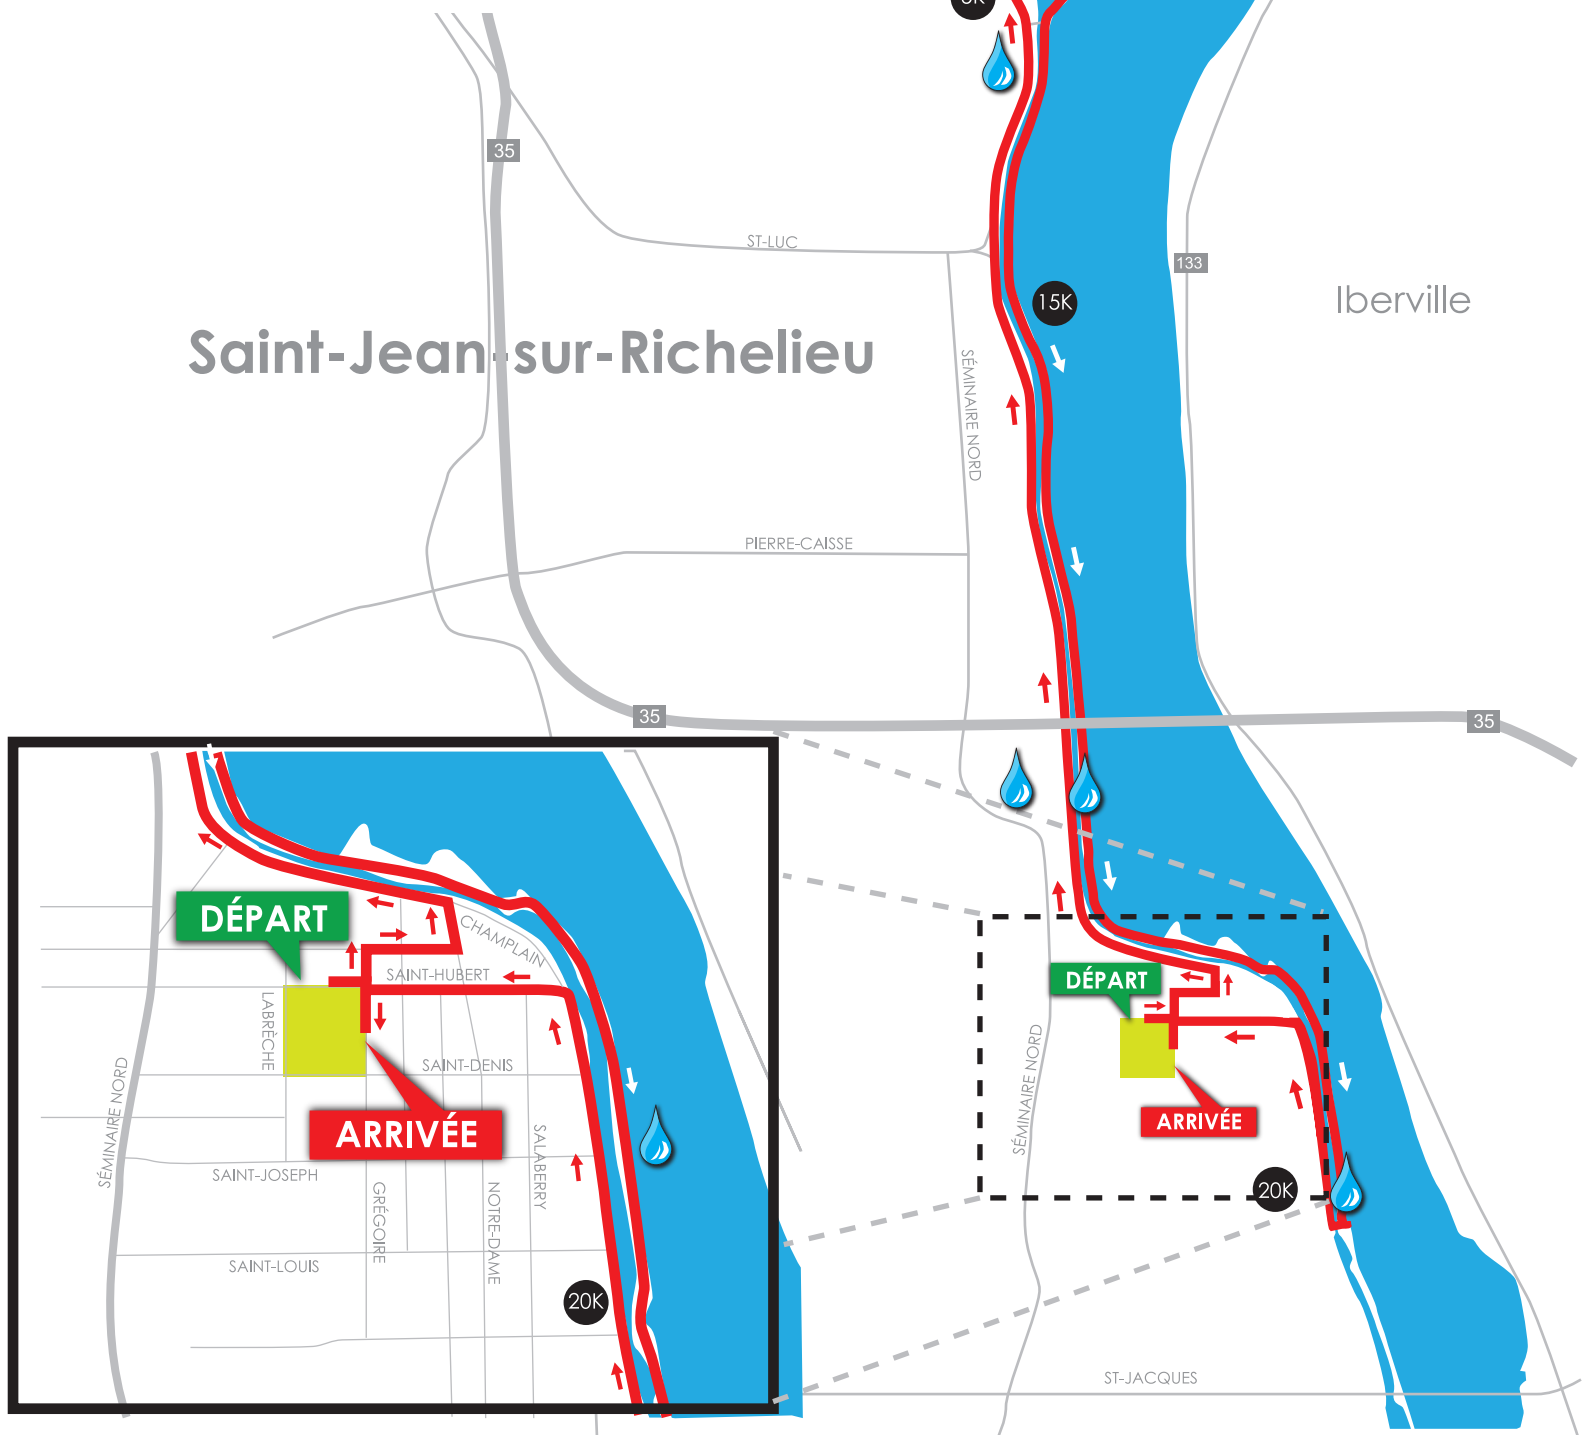 35
ST-LUC
133
15K
Iberville
Saint-Jean-sur-Richelieu
SÉMINAIRE NORD
PIERRE-CAISSE
35
35
DÉPART
CHAMPLAIN
SAINT-HUBERT
LABRÈCHE
SAINT-DENIS
SÉMINAIRE NORD
ARRIVÉE
SALABERRY
SAINT-JOSEPH
GRÉGOIRE
NOTRE-DAME
SAINT-LOUIS
20K
DÉPART
SÉMINAIRE NORD
ARRIVÉE
20K
ST-JACQUES